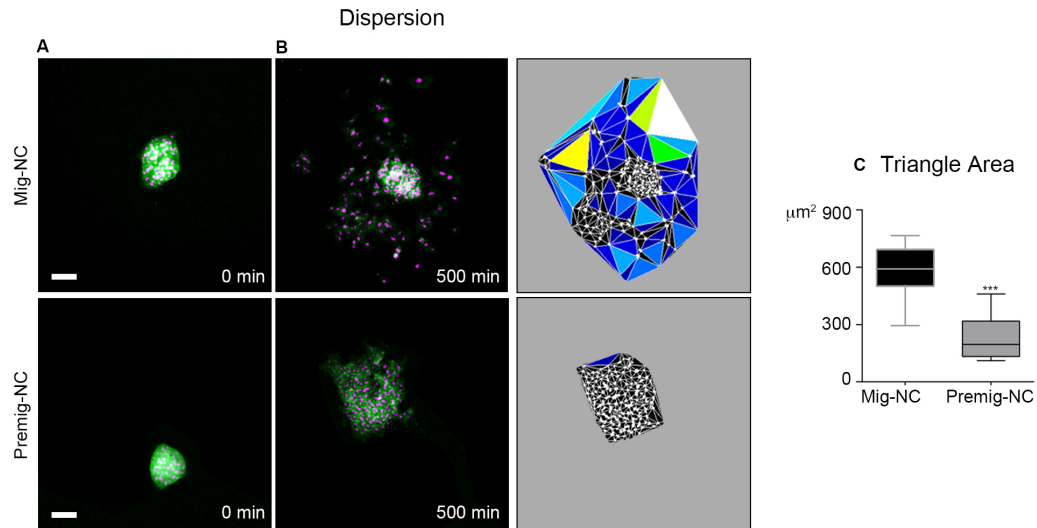 Dispersion
A
B
Mig-NC
0 min
500 min
Premig-NC
0 min
500 min
C Triangle Area
μm2
900
600
300
0
***
Mig-NC Premig-NC